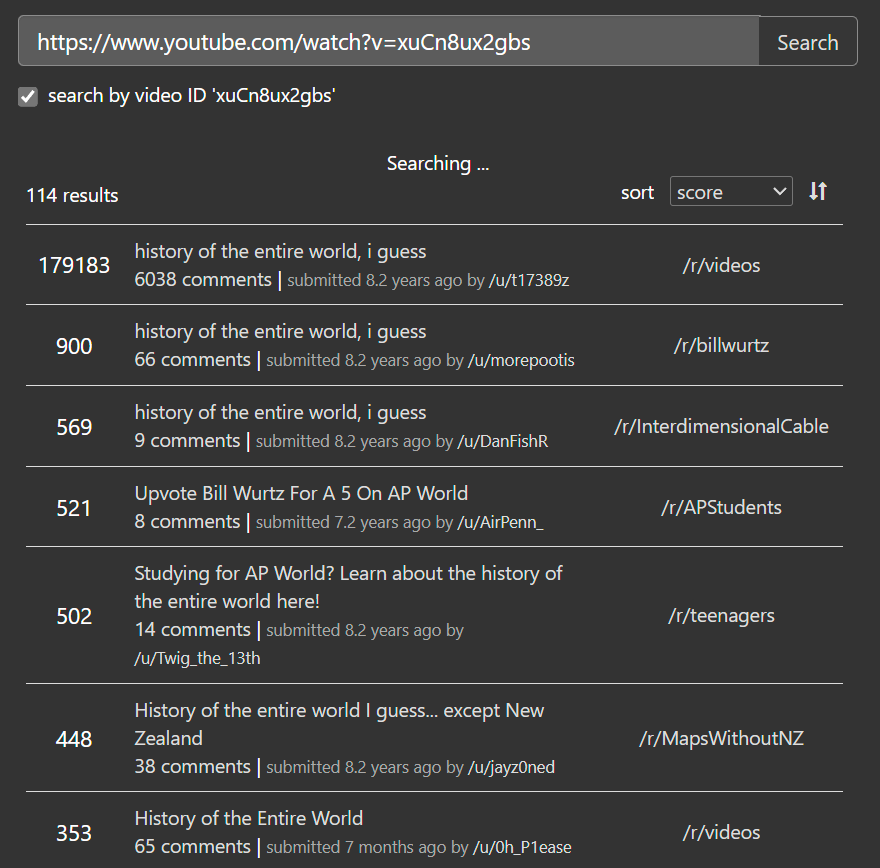 https://www.youtube.com/watch?v=xuCn8ux2gbs
Search
search by video ID 'xuCn8ux2gbs'
Searching ...
114 results
sort score
179183
history of the entire world, i guess
6038 comments | submitted 8.2 years ago by /u/t17389z
/r/videos
900
history of the entire world, i guess
66 comments | submitted 8.2 years ago by /u/morepootis
/r/billwurtz
569
history of the entire world, i guess
9 comments | submitted 8.2 years ago by /u/DanFishR
/r/InterdimensionalCable
521
Upvote Bill Wurtz For A 5 On AP World
8 comments | submitted 7.2 years ago by /u/AirPenn_
/r/APStudents
502
Studying for AP World? Learn about the history of
the entire world here!
14 comments | submitted 8.2 years ago by
/u/Twig_the_13th
/r/teenagers
448
History of the entire world I guess... except New
Zealand
38 comments | submitted 8.2 years ago by /u/jayz0ned
/r/MapsWithoutNZ
353
History of the Entire World
65 comments | submitted 7 months ago by /u/0h_P1ease
/r/videos